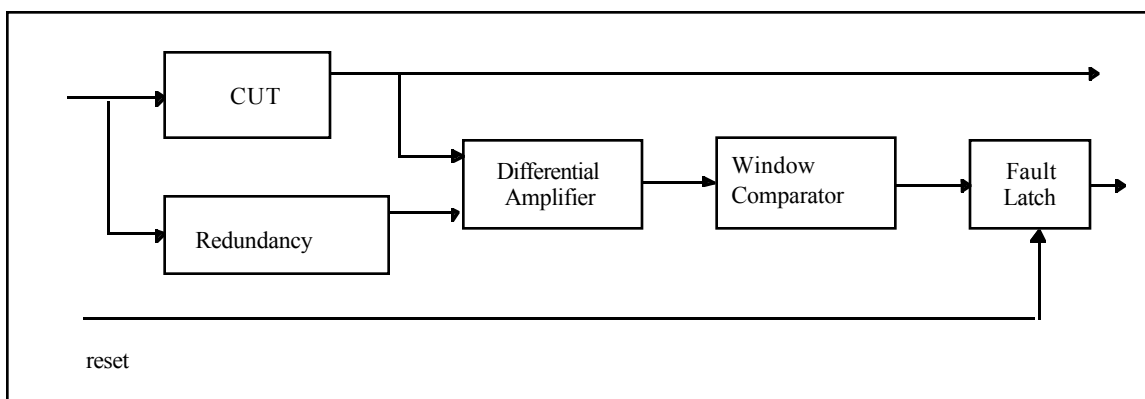 CUT
Differential
Amplifier
Window
Comparator
Fault
Latch
Redundancy
reset